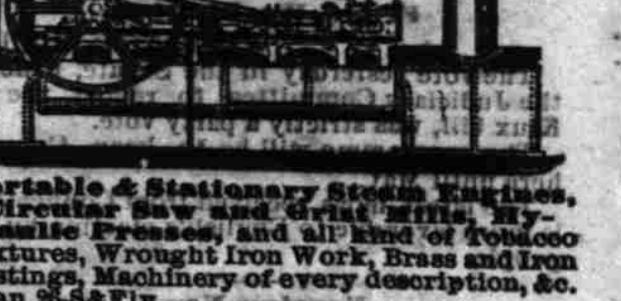 ortable & Stationary Steam Engines,
Circular Saw and Grist Mills, Hy-
aulic Presses, and all kind of Tobacco
xtures, Wrought Iron Work, Brass and Iron
stings, Machinery of every description, &c.